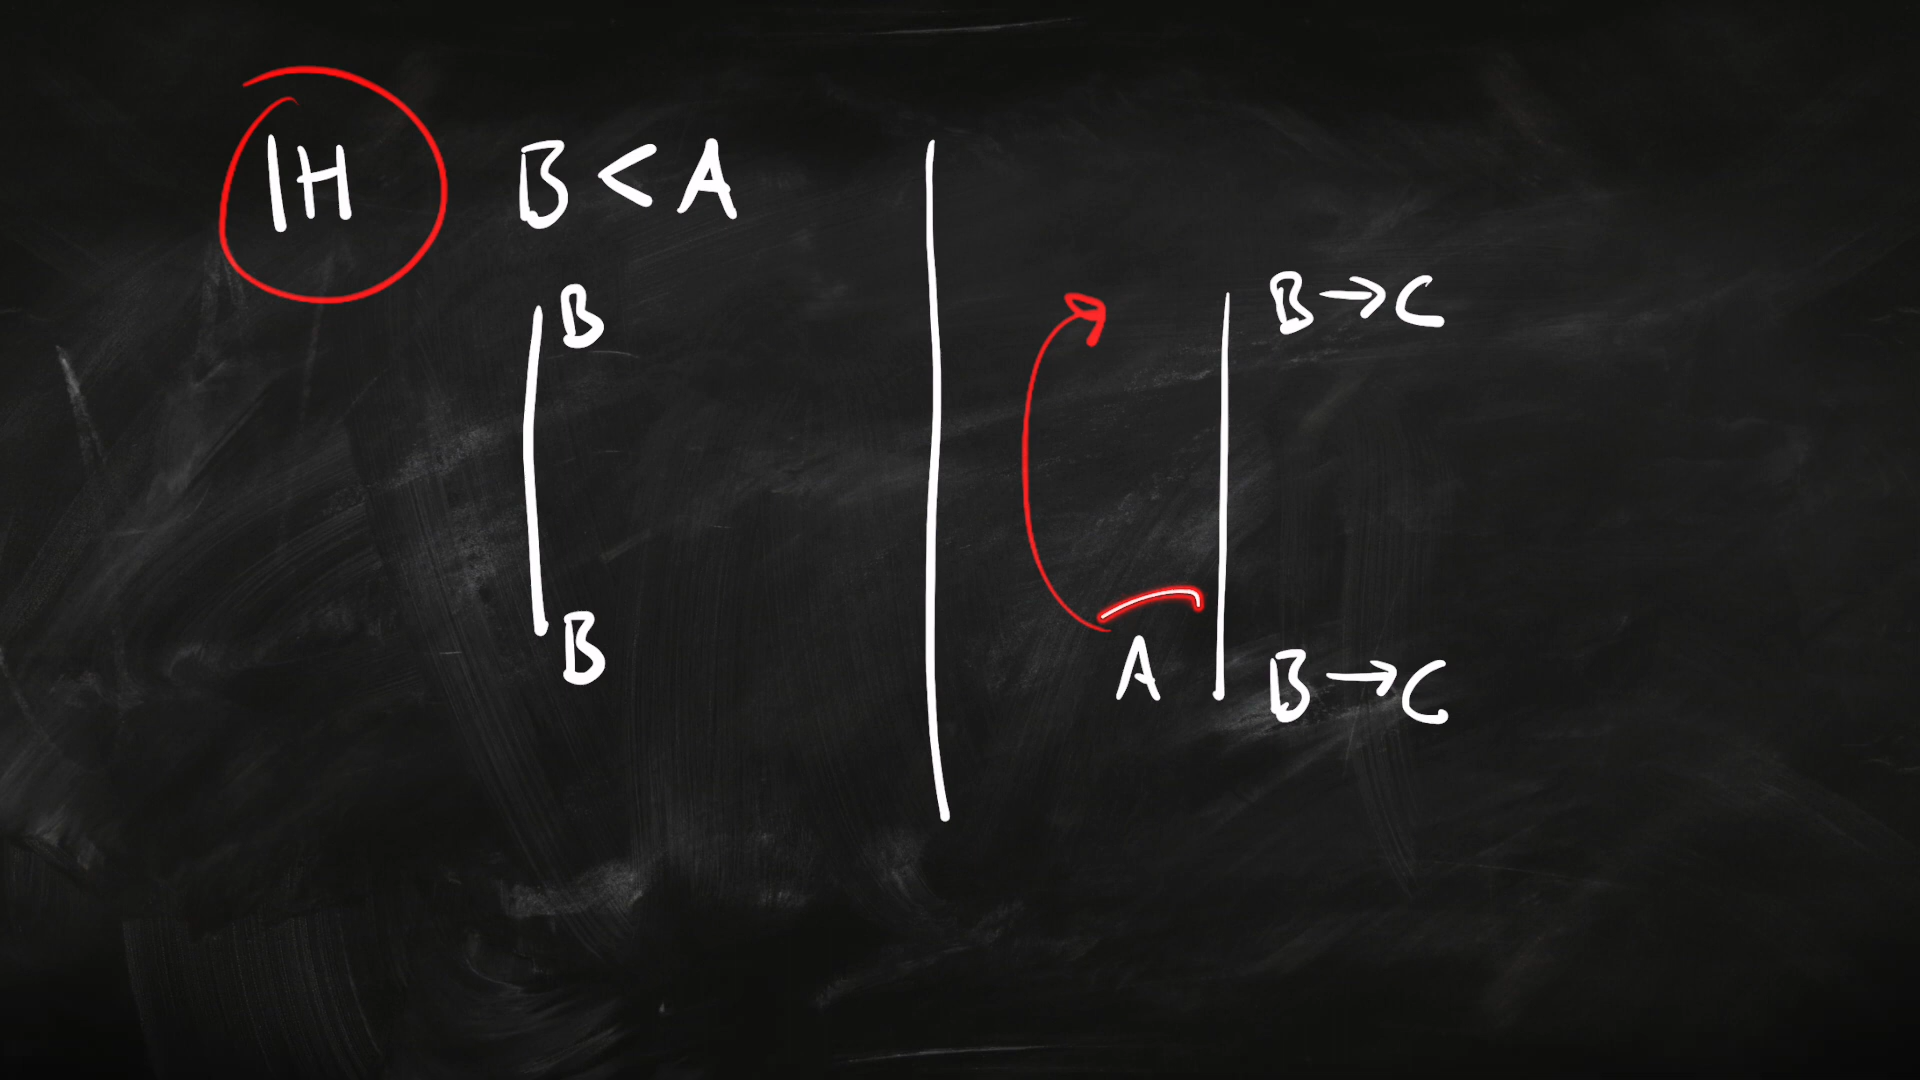 IH B < A
B
B
B → C
A B → C